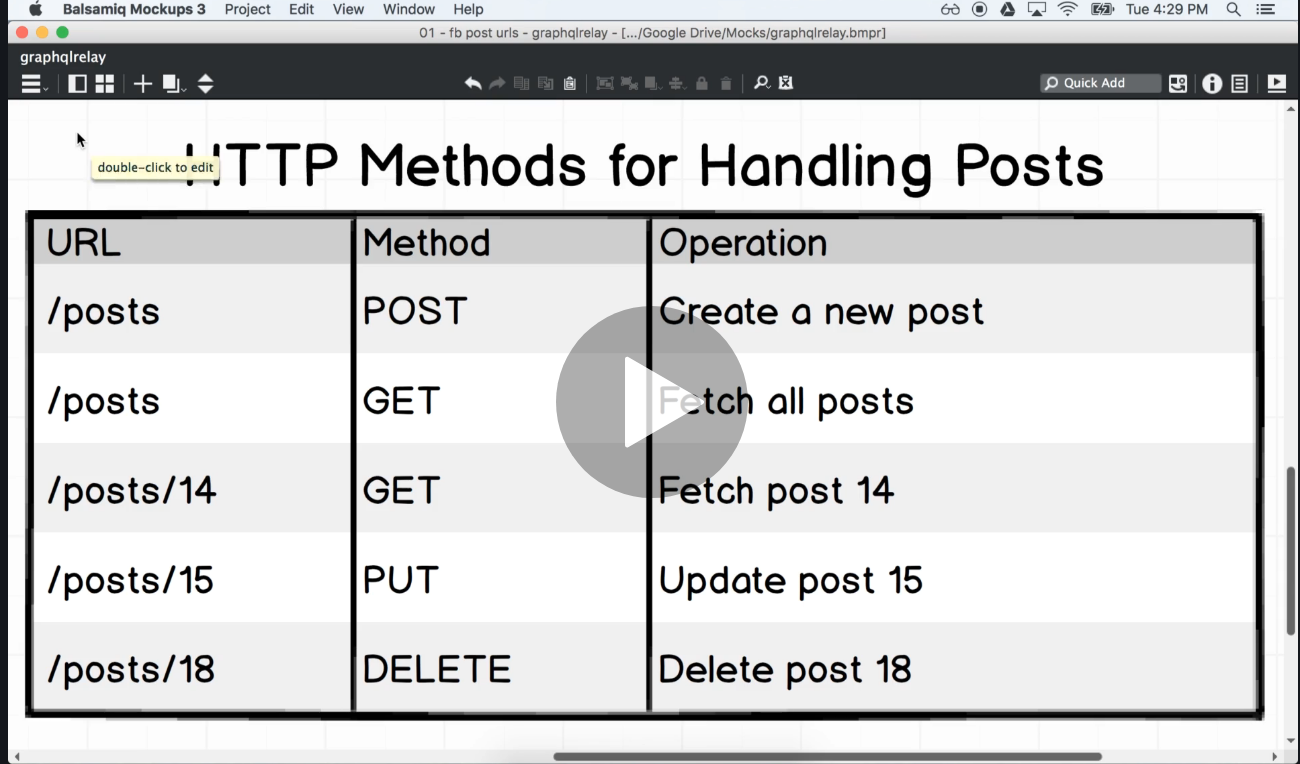 Balsamiq Mockups 3 Project Edit View Window Help Tue 4:29 PM
01 - fb post urls - graphqlrelay - [.../Google Drive/Mocks/graphqlrelay.bmpr]
graphqlrelay
Quick Add
double-click to edit
HTTP Methods for Handling Posts
URL Method Operation
/posts POST Create a new post
/posts GET Fetch all posts
/posts/14 GET Fetch post 14
/posts/15 PUT Update post 15
/posts/18 DELETE Delete post 18